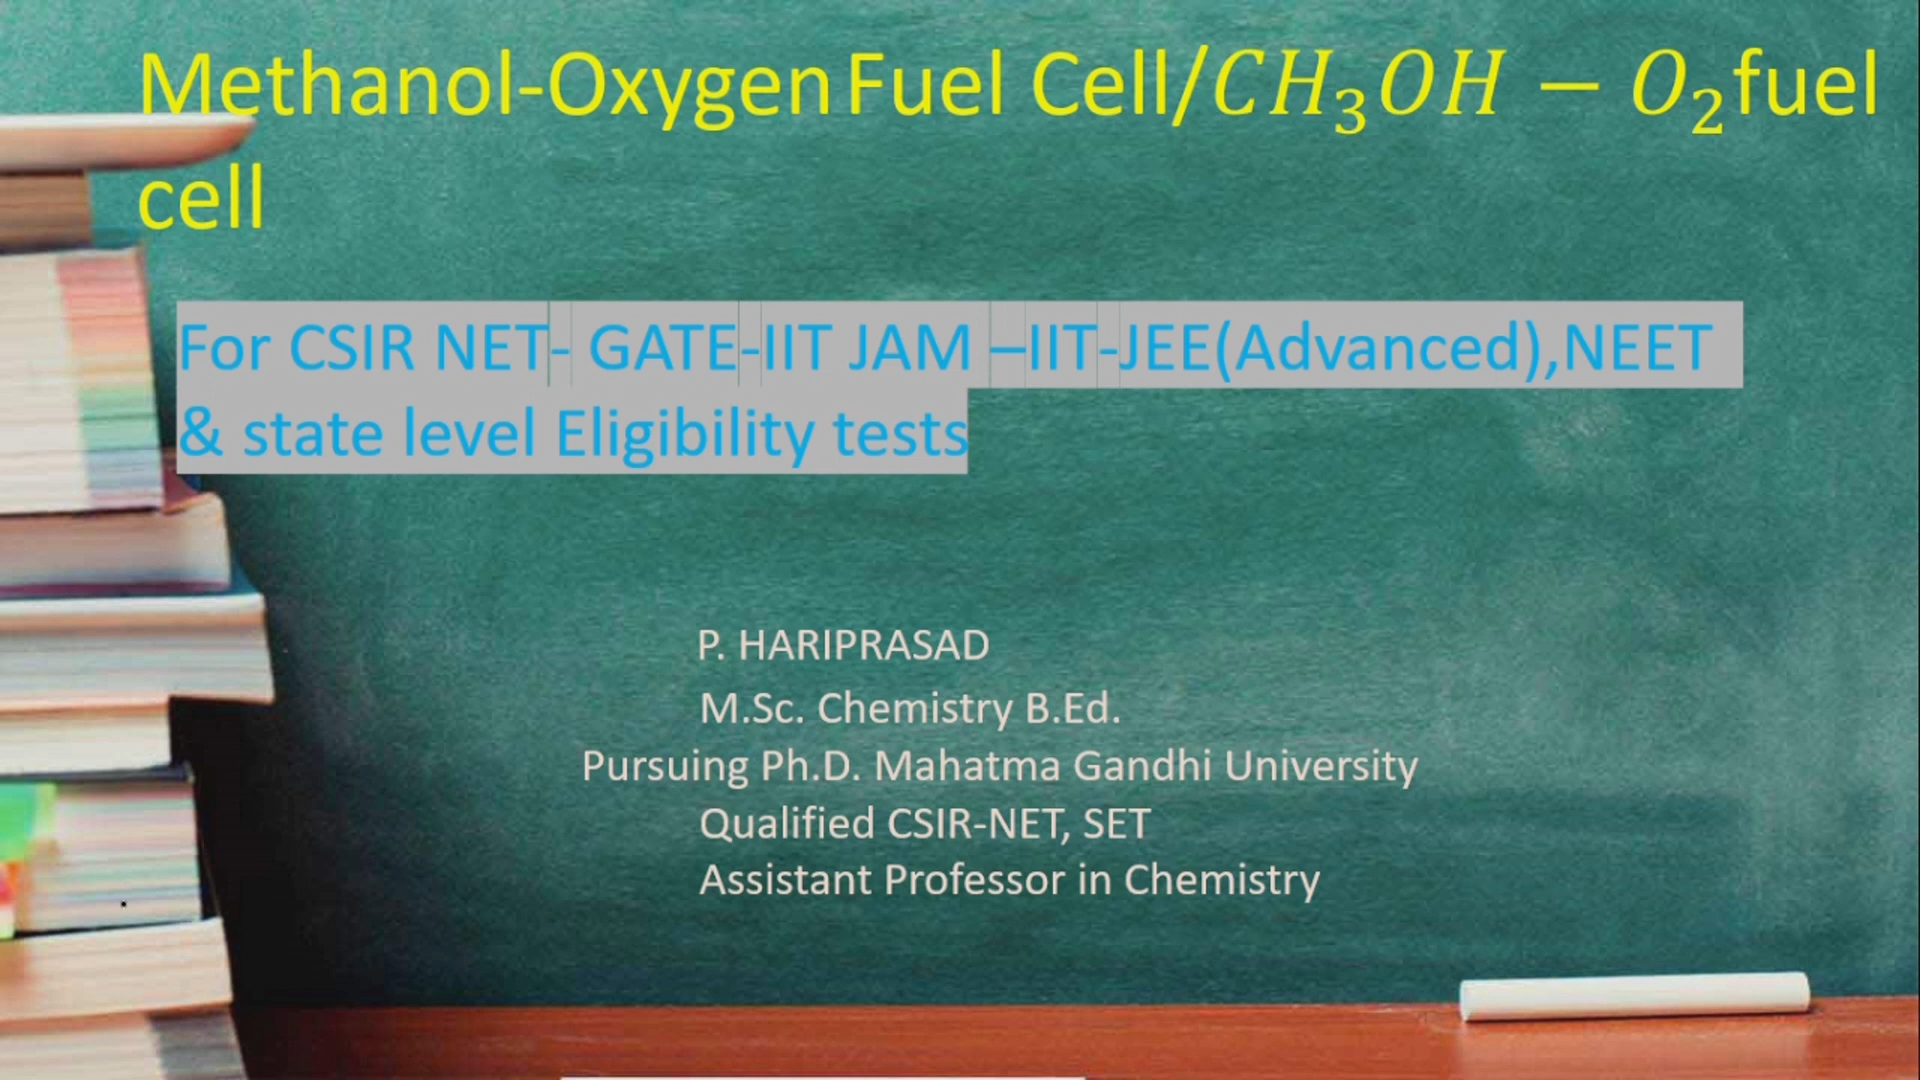 Methanol-Oxygen Fuel Cell/CH₃OH − O₂fuel
cell
For CSIR NET- GATE-IIT JAM –IIT-JEE(Advanced),NEET
& state level Eligibility tests
P. HARIPRASAD
M.Sc. Chemistry B.Ed.
Pursuing Ph.D. Mahatma Gandhi University
Qualified CSIR-NET, SET
Assistant Professor in Chemistry